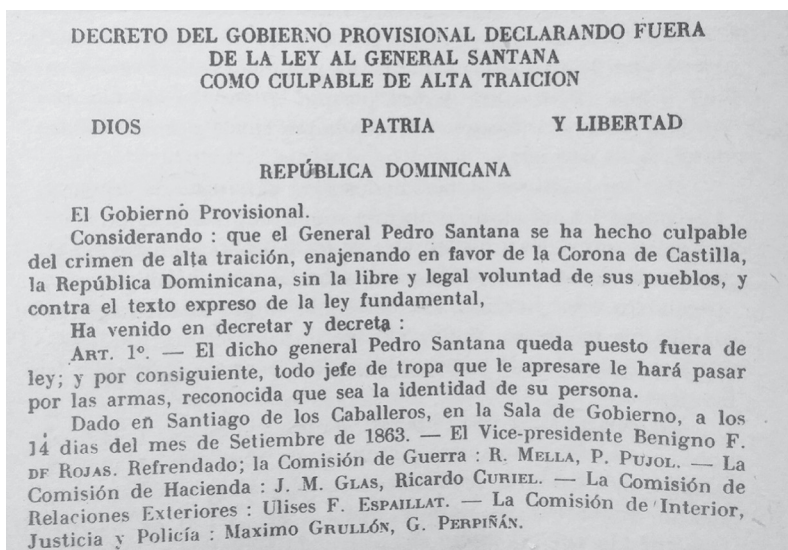 DECRETO DEL GOBIERNO PROVISIONAL DECLARANDO FUERA
DE LA LEY AL GENERAL SANTANA
COMO CULPABLE DE ALTA TRAICION
DIOS PATRIA Y LIBERTAD
REPÚBLICA DOMINICANA
El Gobierno Provisional.
Considerando : que el General Pedro Santana se ha hecho culpable
del crimen de alta traición, enajenando en favor de la Corona de Castilla,
la República Dominicana, sin la libre y legal voluntad de sus pueblos, y
contra el texto expreso de la ley fundamental,
Ha venido en decretar y decreta :
ART. 1º. — El dicho general Pedro Santana queda puesto fuera de
ley; y por consiguiente, todo jefe de tropa que le apresare le hará pasar
por las armas, reconocida que sea la identidad de su persona.
Dado en Santiago de los Caballeros, en la Sala de Gobierno, a los
14 dias del mes de Setiembre de 1863. — El Vice-presidente Benigno F.
DE ROJAS. Refrendado; la Comisión de Guerra : R. MELLA, P. PUJOL. — La
Comisión de Hacienda : J. M. GLAS, Ricardo CURIEL. — La Comisión de
Relaciones Exteriores : Ulises F. ESPAILLAT. — La Comisión de Interior,
Justicia y Policía : Maximo GRULLÓN, G. PERPIÑÁN.